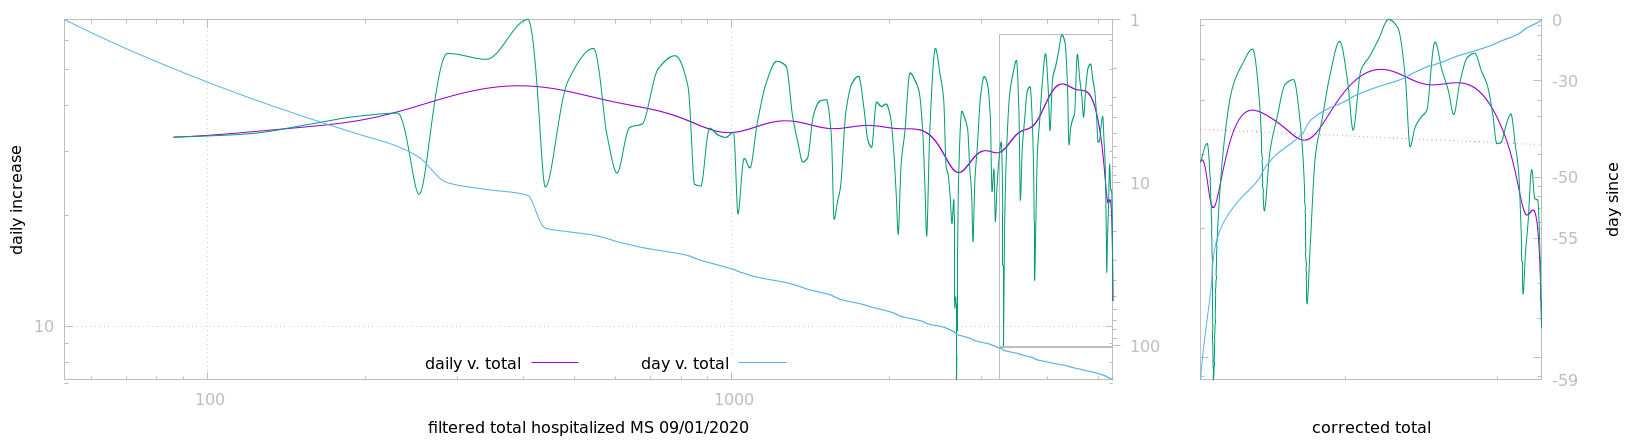 daily increase
10
100
1000
daily v. total
day v. total
filtered total hospitalized MS 09/01/2020
1
10
100
0
-30
-50
-55
-59
day since
corrected total